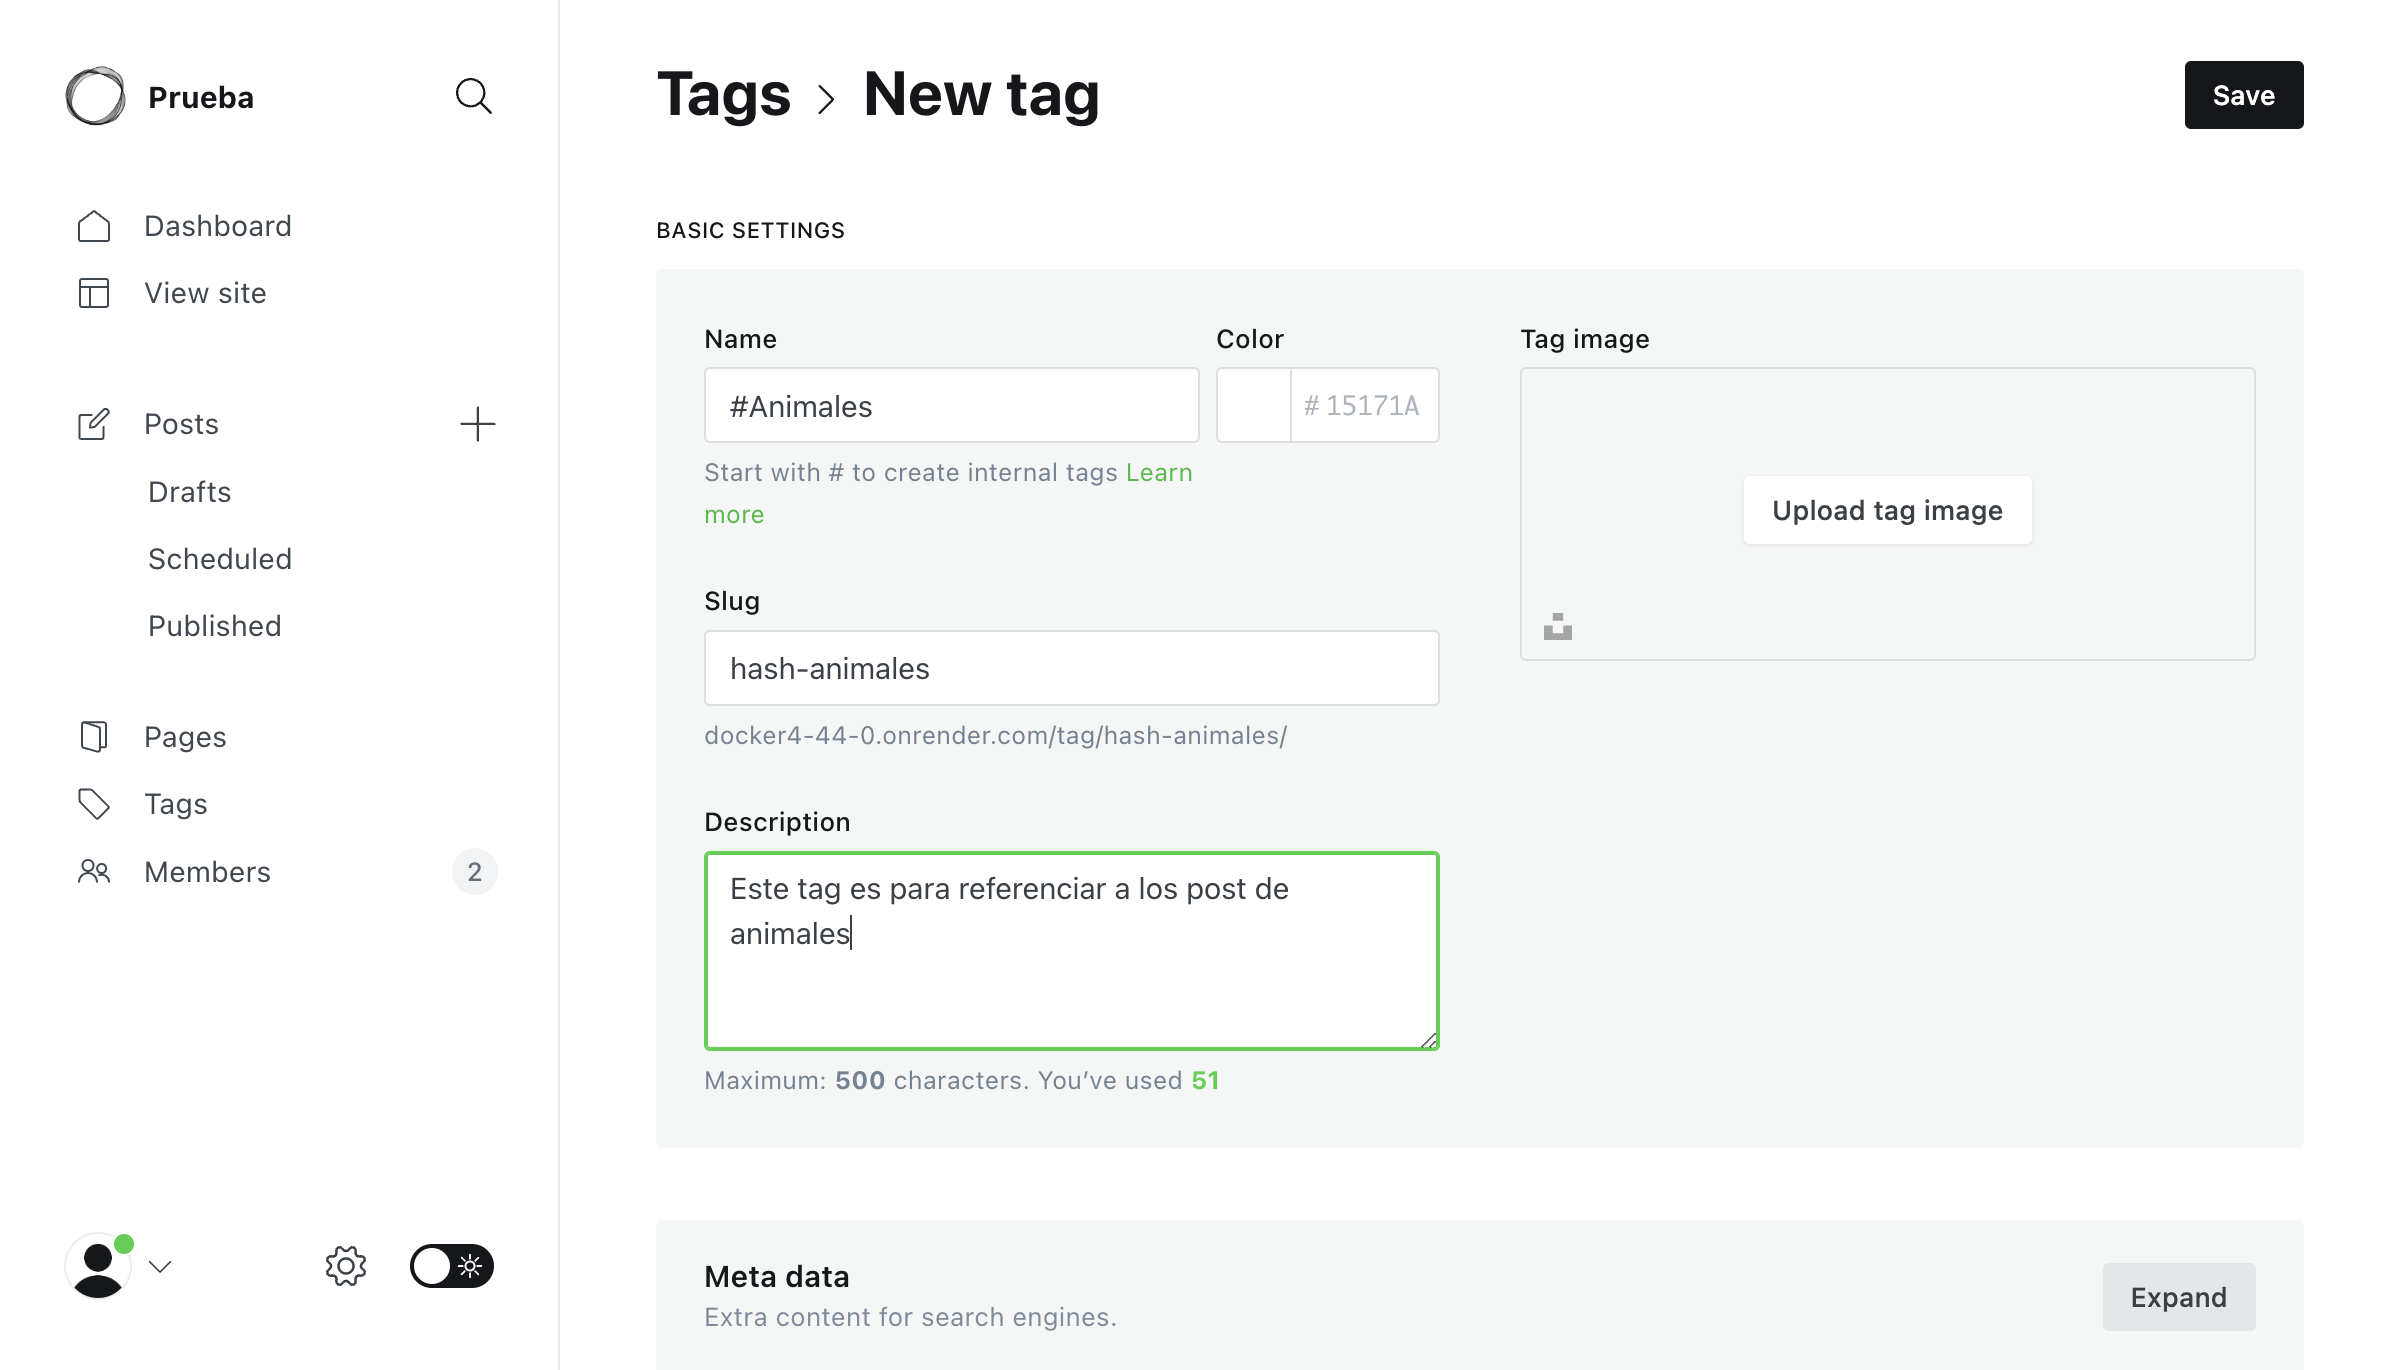 Prueba
Dashboard
View site
Posts
Drafts
Scheduled
Published
Pages
Tags
Members
2
Tags > New tag
Save
BASIC SETTINGS
Name
#Animales
Start with # to create internal tags Learn
more
Color
# 15171A
Tag image
Upload tag image
Slug
hash-animales
docker4-44-0.onrender.com/tag/hash-animales/
Description
Este tag es para referenciar a los post de
animales
Maximum: 500 characters. You’ve used 51
Meta data
Extra content for search engines.
Expand